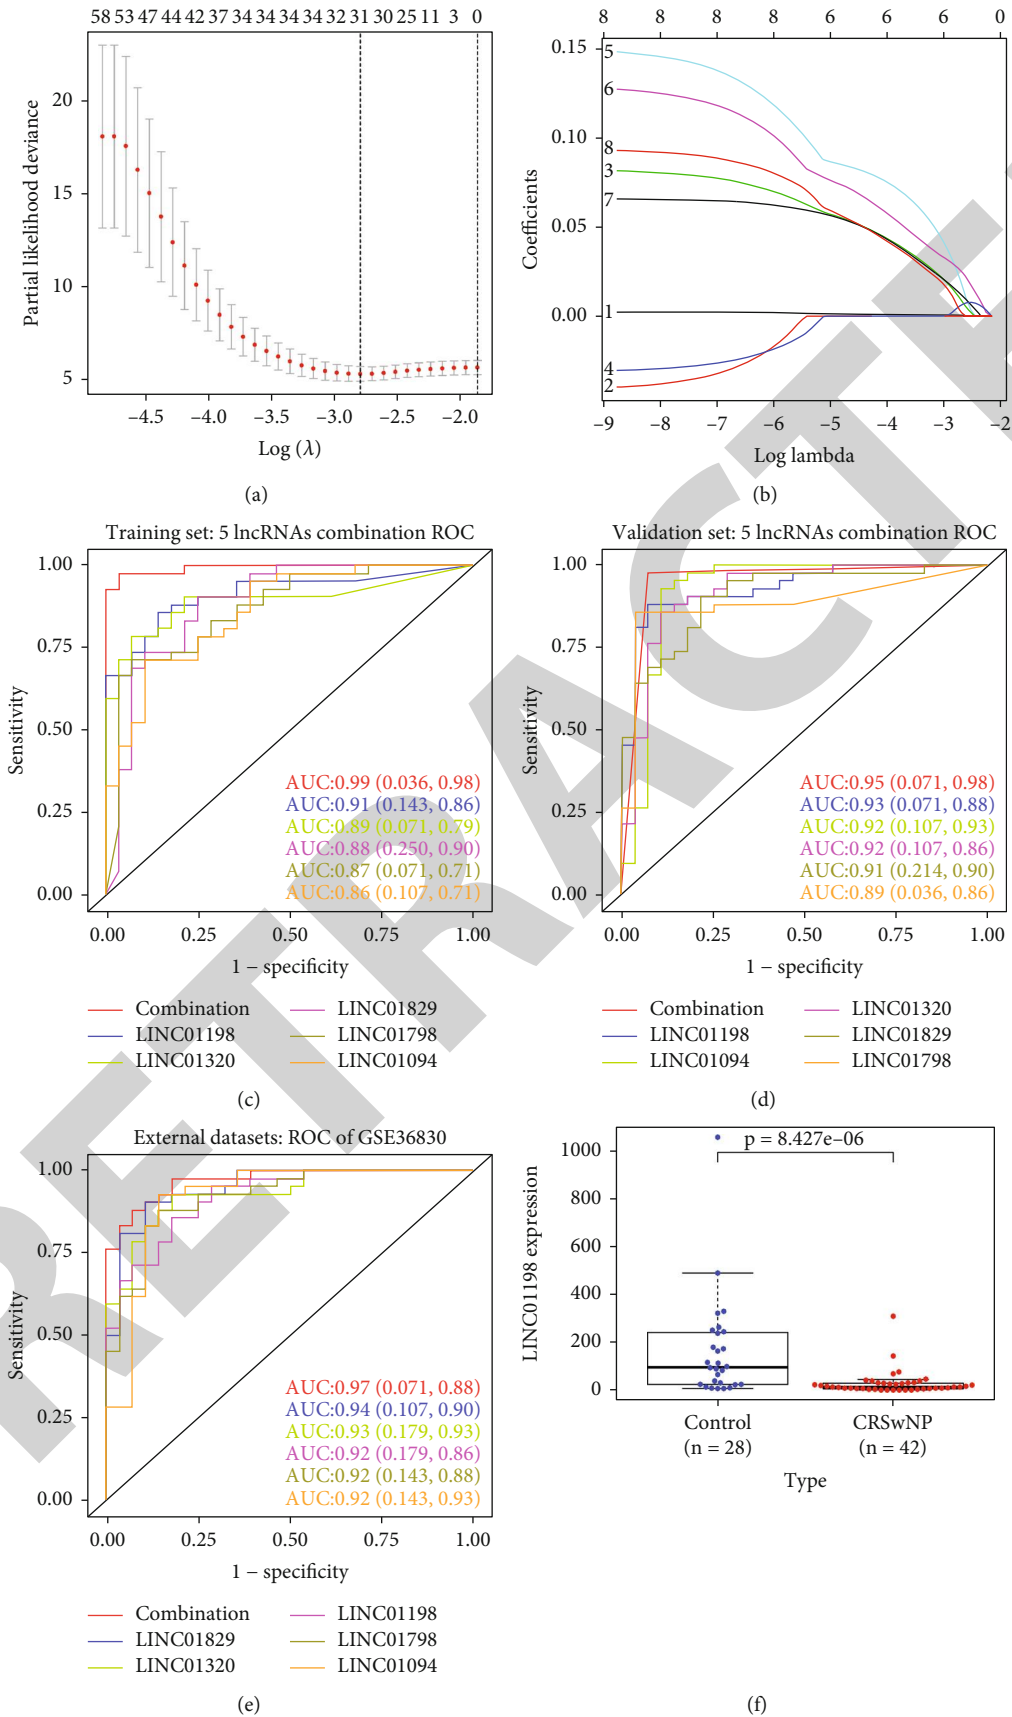 58 53 47 44 42 37 34 34 34 34 32 31 30 25 11 3 0
Partial likelihood deviance
20
15
10
5
−4.5 −4.0 −3.5 −3.0 −2.5 −2.0
Log (λ)
(a)
8 8 8 8 6 6 6 0
Coefficients
0.15
0.10
0.05
0.00
5
6
8
3
7
1
4
2
−9 −8 −7 −6 −5 −4 −3 −2
Log lambda
(b)
Training set: 5 lncRNAs combination ROC
Sensitivity
1.00
0.75
0.50
0.25
0.00
AUC:0.99 (0.036, 0.98)
AUC:0.91 (0.143, 0.86)
AUC:0.89 (0.071, 0.79)
AUC:0.88 (0.250, 0.90)
AUC:0.87 (0.071, 0.71)
AUC:0.86 (0.107, 0.71)
0.00 0.25 0.50 0.75 1.00
1 − specificity
Combination
LINC01198
LINC01320
LINC01829
LINC01798
LINC01094
(c)
Validation set: 5 lncRNAs combination ROC
Sensitivity
1.00
0.75
0.50
0.25
0.00
AUC:0.95 (0.071, 0.98)
AUC:0.93 (0.071, 0.88)
AUC:0.92 (0.107, 0.93)
AUC:0.92 (0.107, 0.86)
AUC:0.91 (0.214, 0.90)
AUC:0.89 (0.036, 0.86)
0.00 0.25 0.50 0.75 1.00
1 − specificity
Combination
LINC01198
LINC01094
LINC01320
LINC01829
LINC01798
(d)
External datasets: ROC of GSE36830
Sensitivity
1.00
0.75
0.50
0.25
0.00
AUC:0.97 (0.071, 0.88)
AUC:0.94 (0.107, 0.90)
AUC:0.93 (0.179, 0.93)
AUC:0.92 (0.179, 0.86)
AUC:0.92 (0.143, 0.88)
AUC:0.92 (0.143, 0.93)
0.00 0.25 0.50 0.75 1.00
1 − specificity
Combination
LINC01829
LINC01320
LINC01198
LINC01798
LINC01094
(e)
LINC01198 expression
1000
800
600
400
200
0
p = 8.427e−06
Control
(n = 28)
CRSwNP
(n = 42)
Type
(f)
RETRACTE